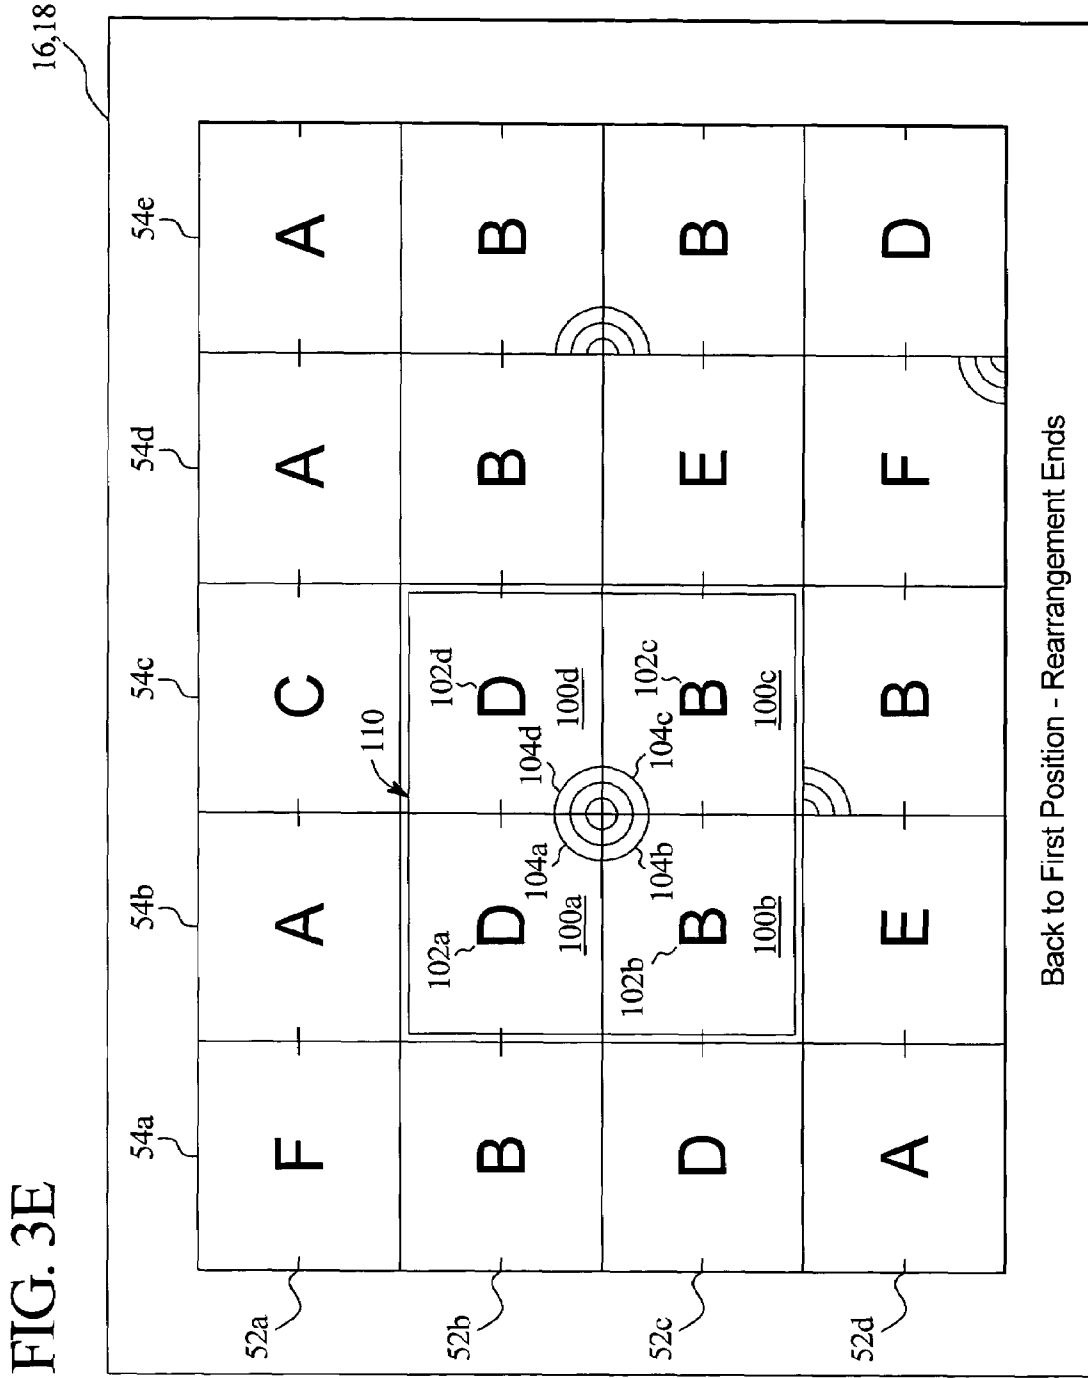 FIG. 3E
16,18
54a 54b 54c 54d 54e
52a F A C A A
110
102a 102d
52b B D D B B
104a 104d
100a 100d
104b 104c
102b 102c
52c D B B E B
100b 100c
52d A E B F D
Back to First Position - Rearrangement Ends